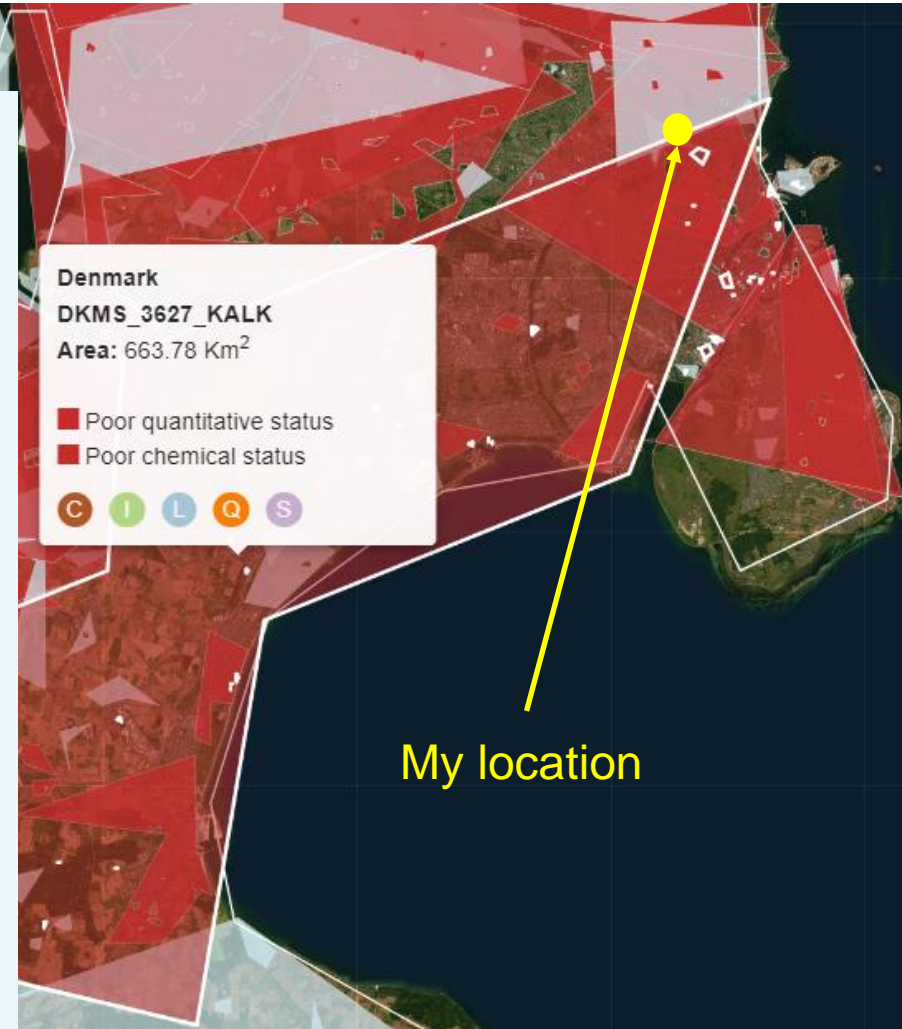 Denmark
DKMS_3627_KALK
Area: 663.78 Km²
Poor quantitative status
Poor chemical status
C I L Q S
My location